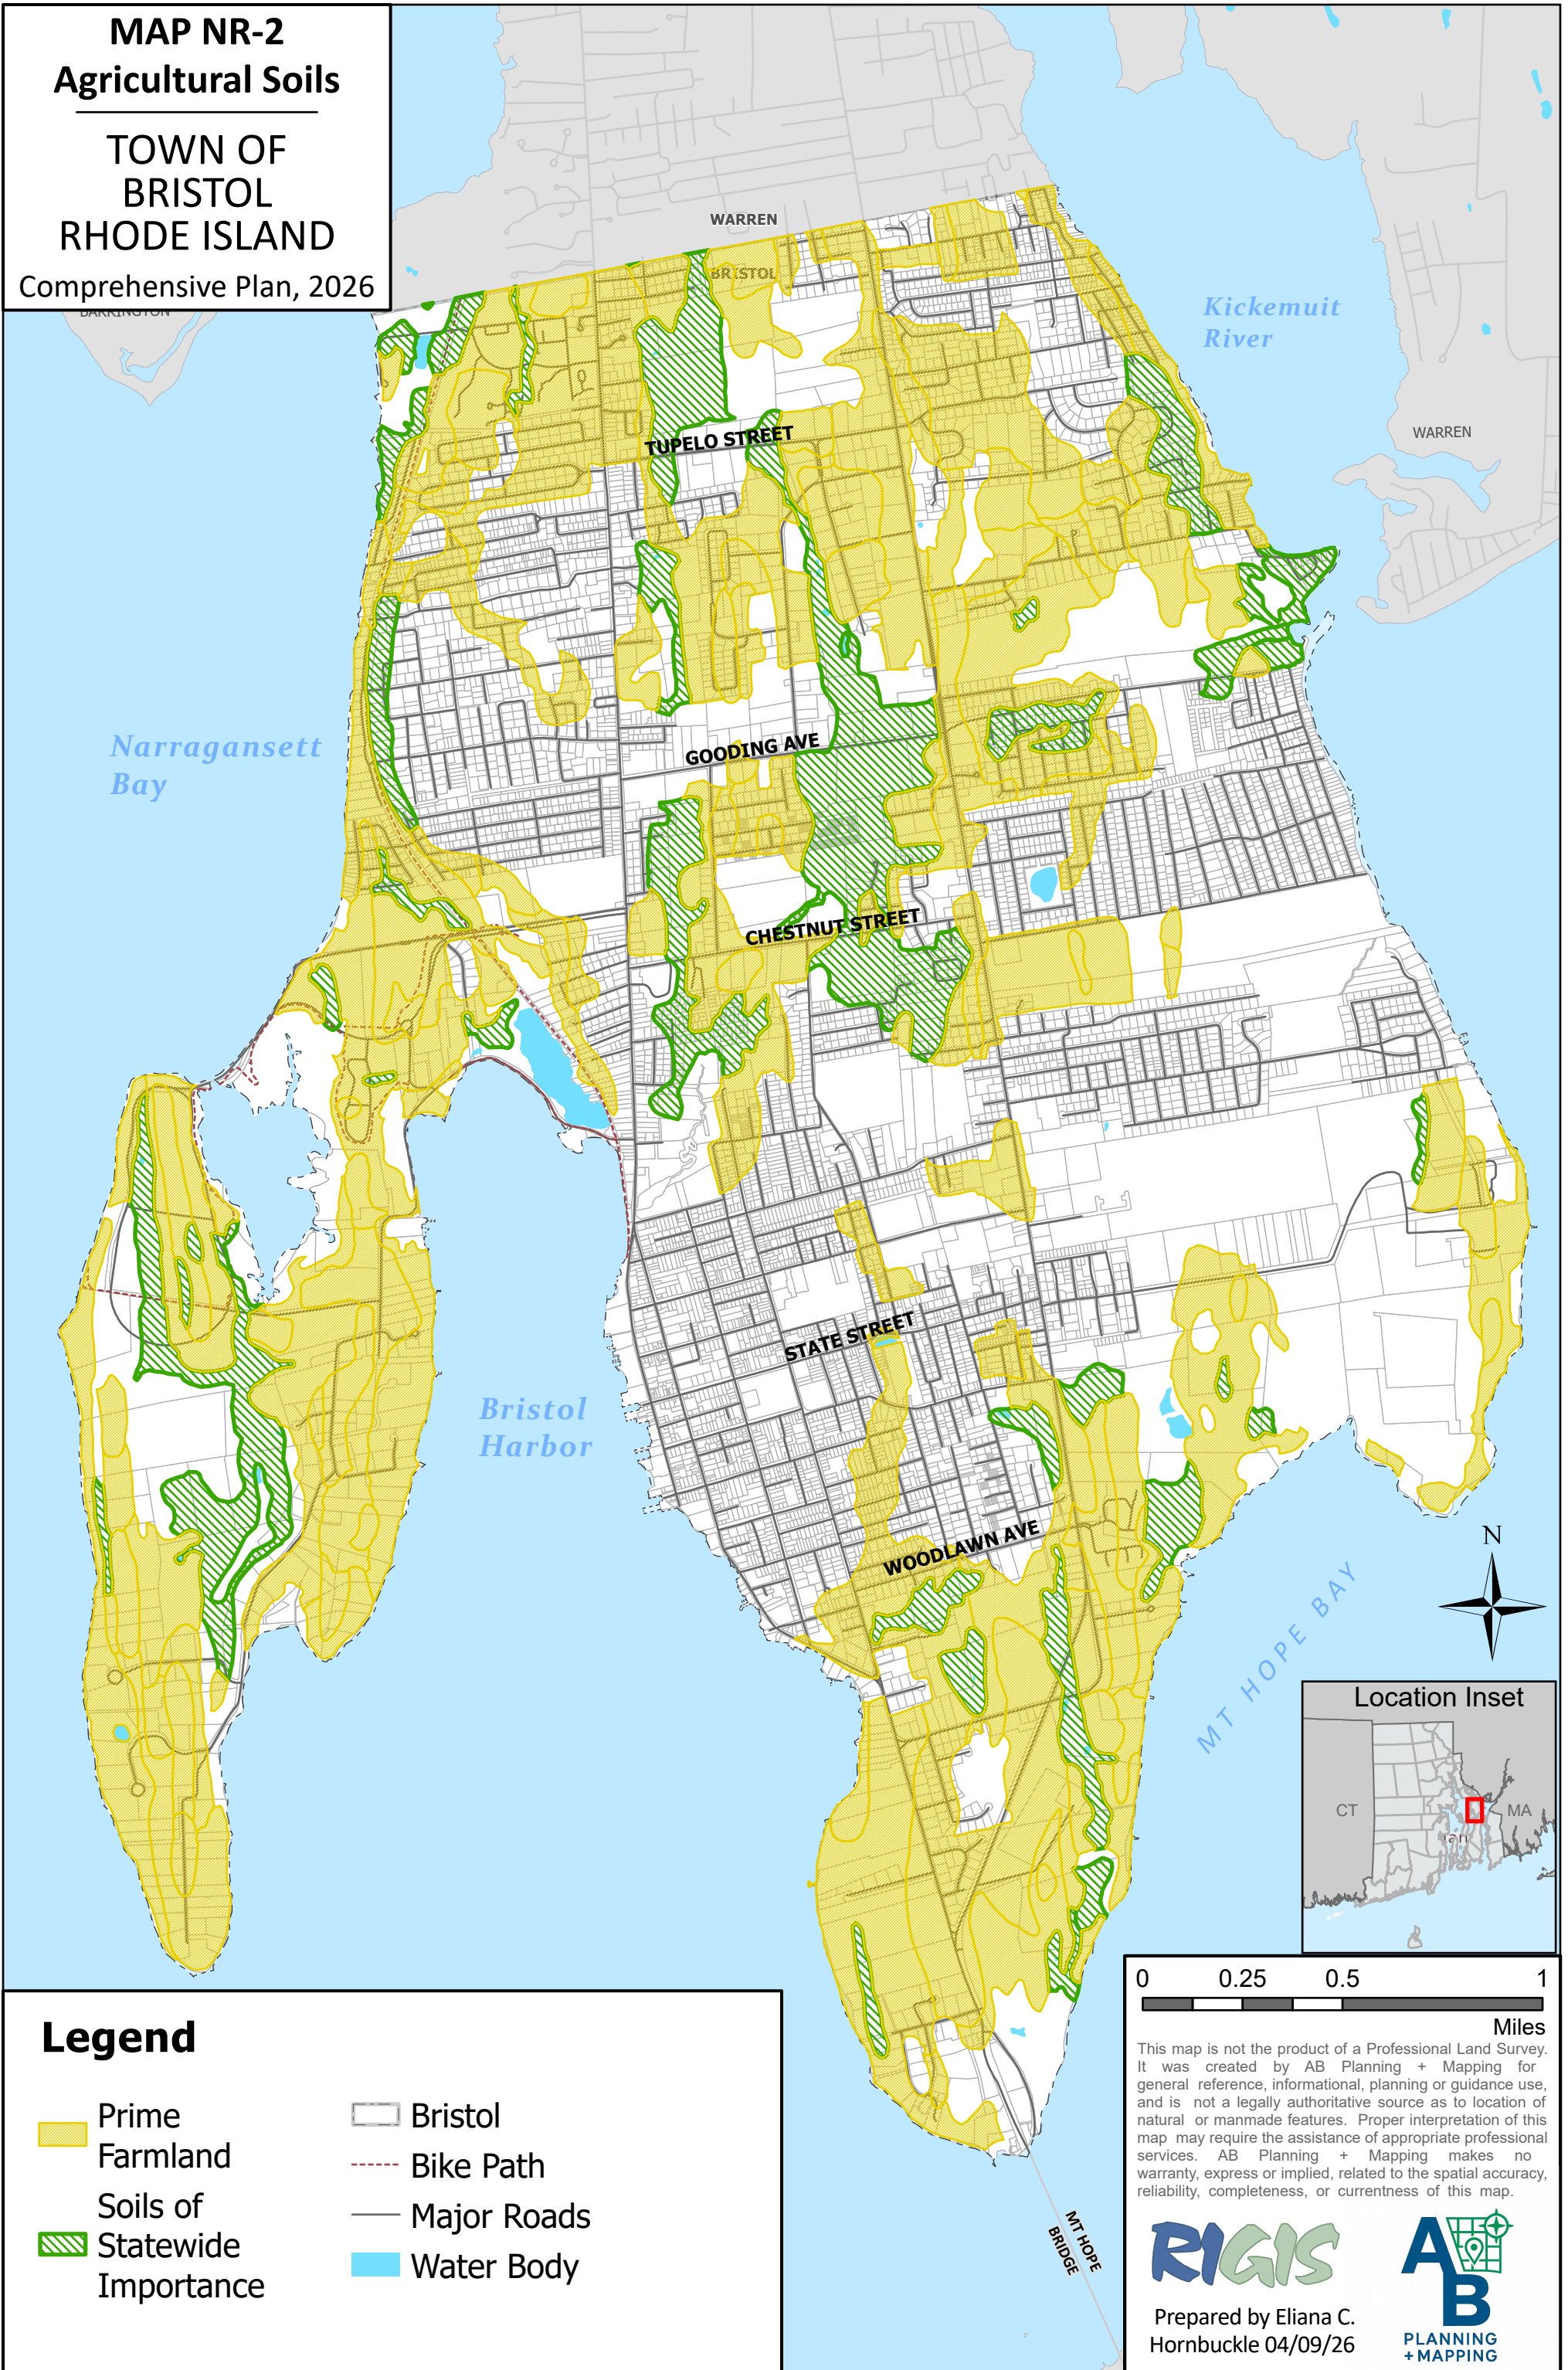 MAP NR-2
Agricultural Soils
TOWN OF
BRISTOL
RHODE ISLAND
Comprehensive Plan, 2026
BARRINGTON
WARREN
BRISTOL
Kickemuit
River
WARREN
TUPELO STREET
Narragansett
Bay
GOODING AVE
CHESTNUT STREET
STATE STREET
Bristol
Harbor
WOODLAWN AVE
MT HOPE BAY
N
Location Inset
CT
MA
MT HOPE
BRIDGE
Legend
Prime
Farmland
Soils of
Statewide
Importance
Bristol
Bike Path
Major Roads
Water Body
0 0.25 0.5 1
Miles
This map is not the product of a Professional Land Survey.
It was created by AB Planning + Mapping for
general reference, informational, planning or guidance use,
and is not a legally authoritative source as to location of
natural or manmade features. Proper interpretation of this
map may require the assistance of appropriate professional
services. AB Planning + Mapping makes no
warranty, express or implied, related to the spatial accuracy,
reliability, completeness, or currentness of this map.
RIGIS
Prepared by Eliana C.
Hornbuckle 04/09/26
AB
PLANNING
+MAPPING